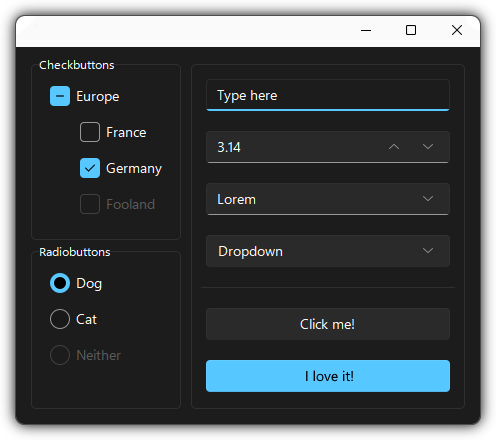 Checkbuttons
Europe
France
Germany
Fooland
Radiobuttons
Dog
Cat
Neither
Type here
3.14
Lorem
Dropdown
Click me!
I love it!